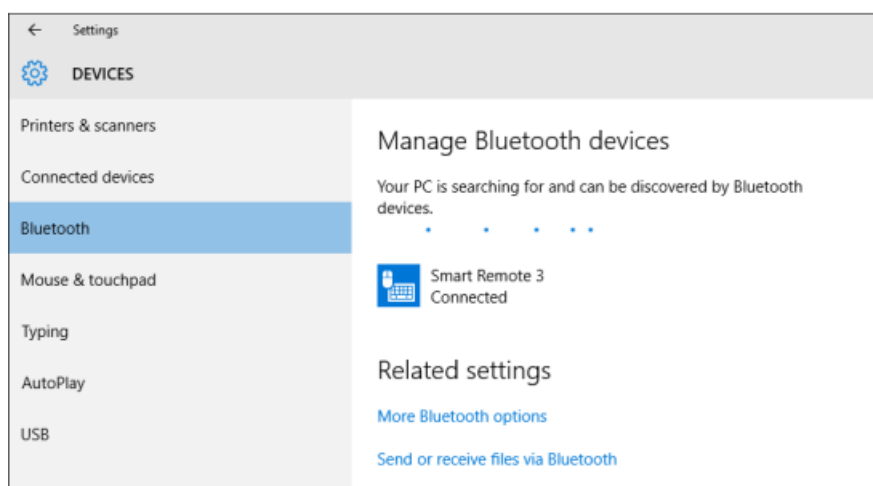 Settings
DEVICES
Printers & scanners
Connected devices
Bluetooth
Mouse & touchpad
Typing
AutoPlay
USB
Manage Bluetooth devices
Your PC is searching for and can be discovered by Bluetooth
devices.
Smart Remote 3
Connected
Related settings
More Bluetooth options
Send or receive files via Bluetooth